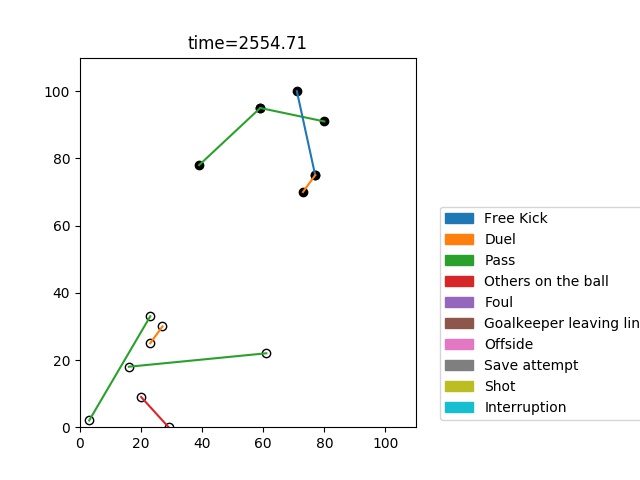 time=2554.71
100
80
60
40
20
0
0 20 40 60 80 100
Free Kick
Duel
Pass
Others on the ball
Foul
Goalkeeper leaving lin
Offside
Save attempt
Shot
Interruption